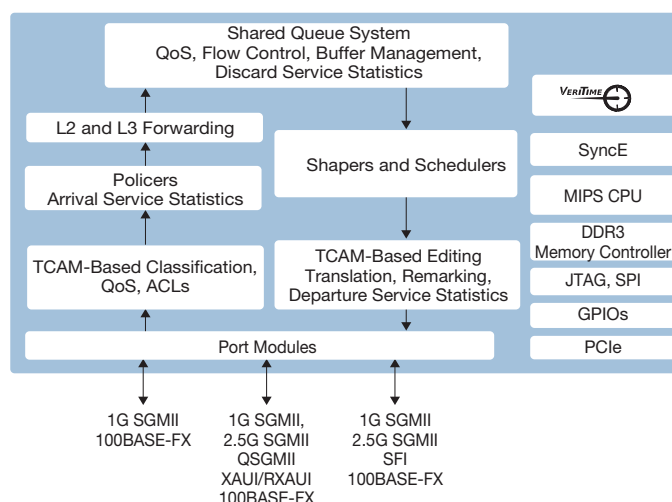 Shared Queue System
QoS, Flow Control, Buffer Management,
Discard Service Statistics
L2 and L3 Forwarding
Policers
Arrival Service Statistics
TCAM-Based Classification,
QoS, ACLs
Shapers and Schedulers
TCAM-Based Editing
Translation, Remarking,
Departure Service Statistics
Port Modules
VERITIME
SyncE
MIPS CPU
DDR3
Memory Controller
JTAG, SPI
GPIOs
PCIe
1G SGMII
100BASE-FX
1G SGMII,
2.5G SGMII
QSGMII
XAUI/RXAUI
100BASE-FX
1G SGMII
2.5G SGMII
SFI
100BASE-FX